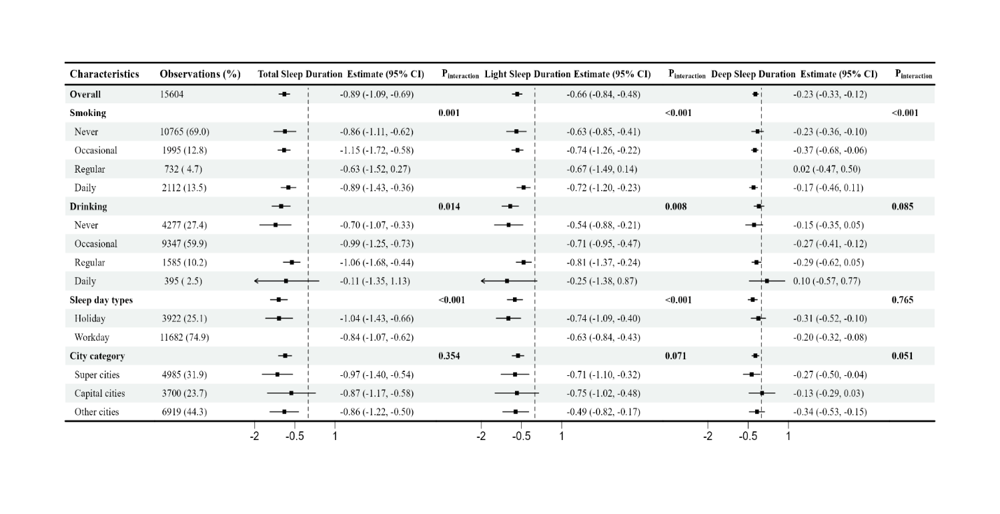 Characteristics Observations (%) Total Sleep Duration Estimate (95% CI) Pinteraction Light Sleep Duration Estimate (95% CI) Pinteraction Deep Sleep Duration Estimate (95% CI) Pinteraction
Overall 15604 -0.89 (-1.09, -0.69) -0.66 (-0.84, -0.48) -0.23 (-0.33, -0.12)
Smoking 0.001 <0.001 <0.001
Never 10765 (69.0) -0.86 (-1.11, -0.62) -0.63 (-0.85, -0.41) -0.23 (-0.36, -0.10)
Occasional 1995 (12.8) -1.15 (-1.72, -0.58) -0.74 (-1.26, -0.22) -0.37 (-0.68, -0.06)
Regular 732 ( 4.7) -0.63 (-1.52, 0.27) -0.67 (-1.49, 0.14) 0.02 (-0.47, 0.50)
Daily 2112 (13.5) -0.89 (-1.43, -0.36) -0.72 (-1.20, -0.23) -0.17 (-0.46, 0.11)
Drinking 0.014 0.008 0.085
Never 4277 (27.4) -0.70 (-1.07, -0.33) -0.54 (-0.88, -0.21) -0.15 (-0.35, 0.05)
Occasional 9347 (59.9) -0.99 (-1.25, -0.73) -0.71 (-0.95, -0.47) -0.27 (-0.41, -0.12)
Regular 1585 (10.2) -1.06 (-1.68, -0.44) -0.81 (-1.37, -0.24) -0.29 (-0.62, 0.05)
Daily 395 ( 2.5) -0.11 (-1.35, 1.13) -0.25 (-1.38, 0.87) 0.10 (-0.57, 0.77)
Sleep day types <0.001 <0.001 0.765
Holiday 3922 (25.1) -1.04 (-1.43, -0.66) -0.74 (-1.09, -0.40) -0.31 (-0.52, -0.10)
Workday 11682 (74.9) -0.84 (-1.07, -0.62) -0.63 (-0.84, -0.43) -0.20 (-0.32, -0.08)
City category 0.354 0.071 0.051
Super cities 4985 (31.9) -0.97 (-1.40, -0.54) -0.71 (-1.10, -0.32) -0.27 (-0.50, -0.04)
Capital cities 3700 (23.7) -0.87 (-1.17, -0.58) -0.75 (-1.02, -0.48) -0.13 (-0.29, 0.03)
Other cities 6919 (44.3) -0.86 (-1.22, -0.50) -0.49 (-0.82, -0.17) -0.34 (-0.53, -0.15)
-2 -0.5 1 -2 -0.5 1 -2 -0.5 1